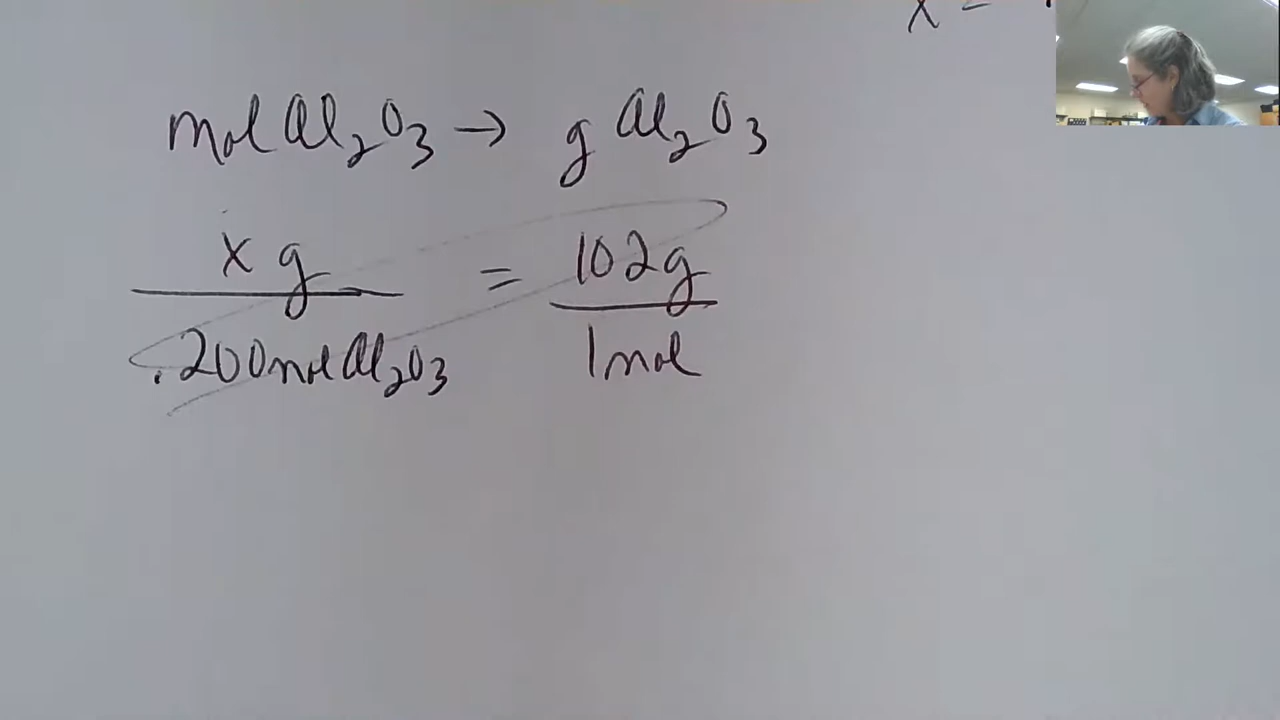 x =
mol Al2O3 → g Al2O3
x g = 102g
.200 mol Al2O3 1 mol